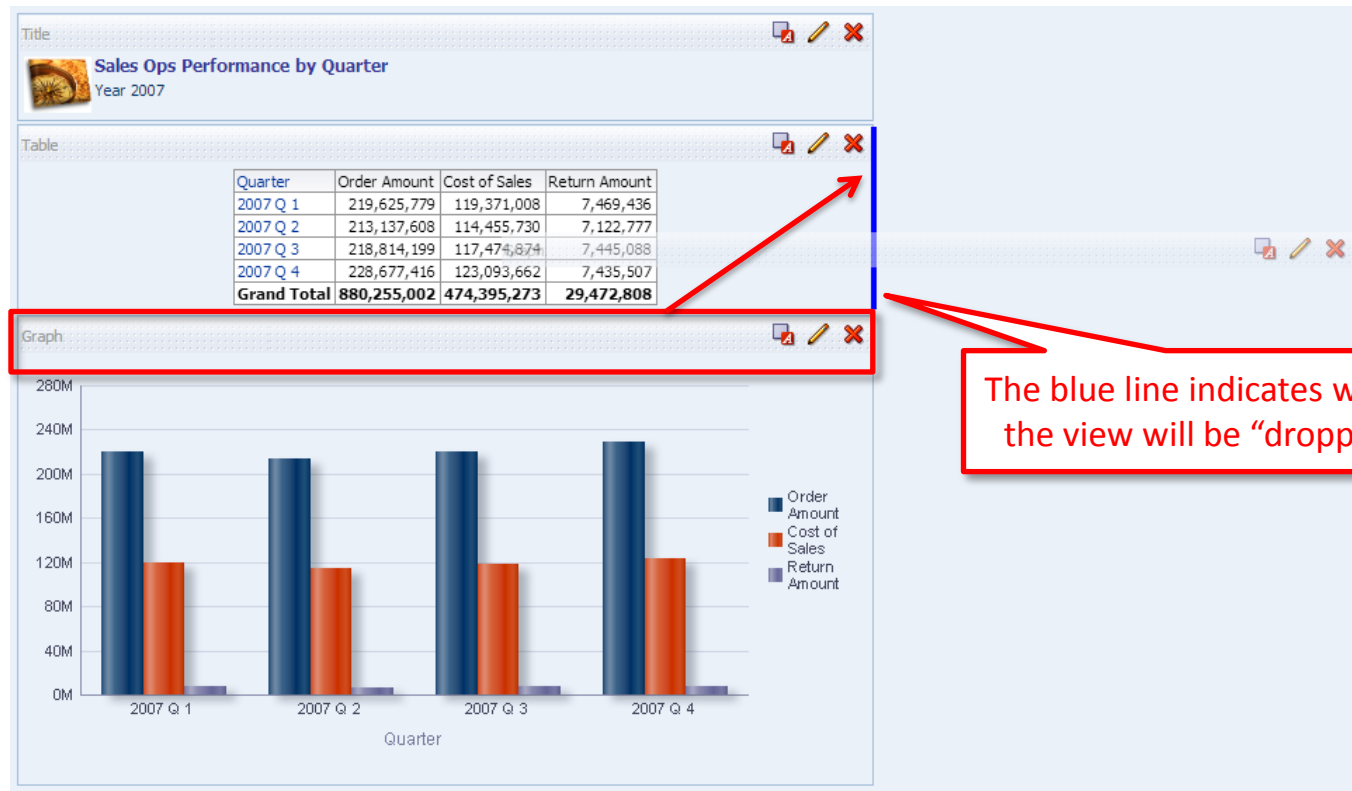 Title
Sales Ops Performance by Quarter
Year 2007
Table
Quarter Order Amount Cost of Sales Return Amount
2007 Q 1 219,625,779 119,371,008 7,469,436
2007 Q 2 213,137,608 114,455,730 7,122,777
2007 Q 3 218,814,199 117,474,874 7,445,088
2007 Q 4 228,677,416 123,093,662 7,435,507
Grand Total 880,255,002 474,395,273 29,472,808
Graph
The blue line indicates w
the view will be “dropp
280M
240M
200M
160M
120M
80M
40M
0M
Order
Amount
Cost of
Sales
Return
Amount
2007 Q 1 2007 Q 2 2007 Q 3 2007 Q 4
Quarter